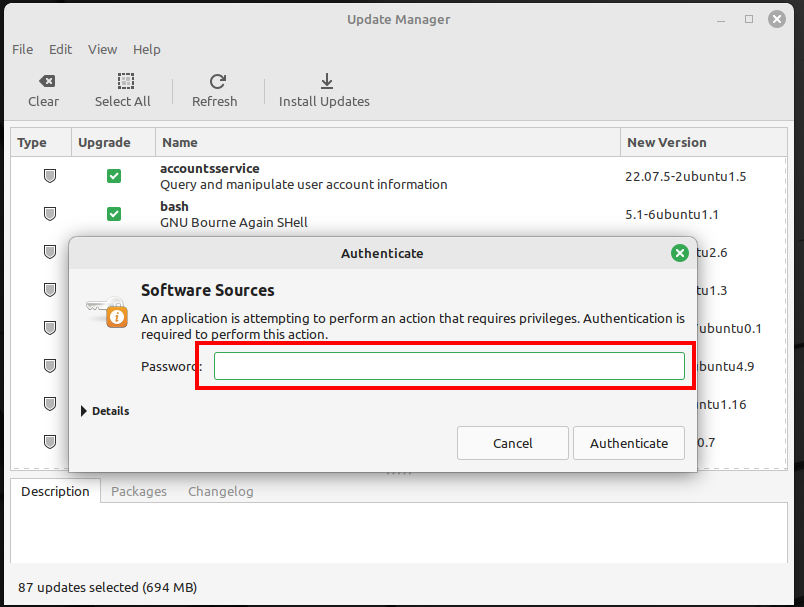 Update Manager
File Edit View Help
Clear Select All Refresh Install Updates
Type Upgrade Name New Version
accountsservice
Query and manipulate user account information
22.07.5-2ubuntu1.5
bash
GNU Bourne Again SHell
5.1-6ubuntu1.1
tu2.6
tu1.3
ubuntu0.1
buntu4.9
ntu1.16
0.7
Authenticate
Software Sources
An application is attempting to perform an action that requires privileges. Authentication is
required to perform this action.
Password:
Details
Cancel Authenticate
Description Packages Changelog
87 updates selected (694 MB)